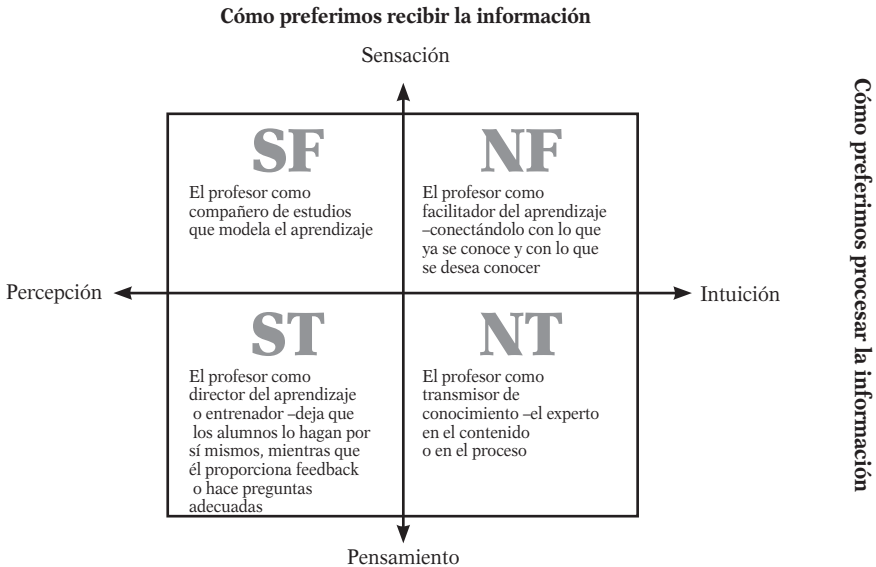 Cómo preferimos recibir la información
Sensación
SF
El profesor como
compañero de estudios
que modela el aprendizaje
NF
El profesor como
facilitador del aprendizaje
–conectándolo con lo que
ya se conoce y con lo que
se desea conocer
Percepción
Intuición
ST
El profesor como
director del aprendizaje
o entrenador –deja que
los alumnos lo hagan por
sí mismos, mientras que
él proporciona feedback
o hace preguntas
adecuadas
NT
El profesor como
transmisor de
conocimiento –el experto
en el contenido
o en el proceso
Pensamiento
Cómo preferimos procesar la información